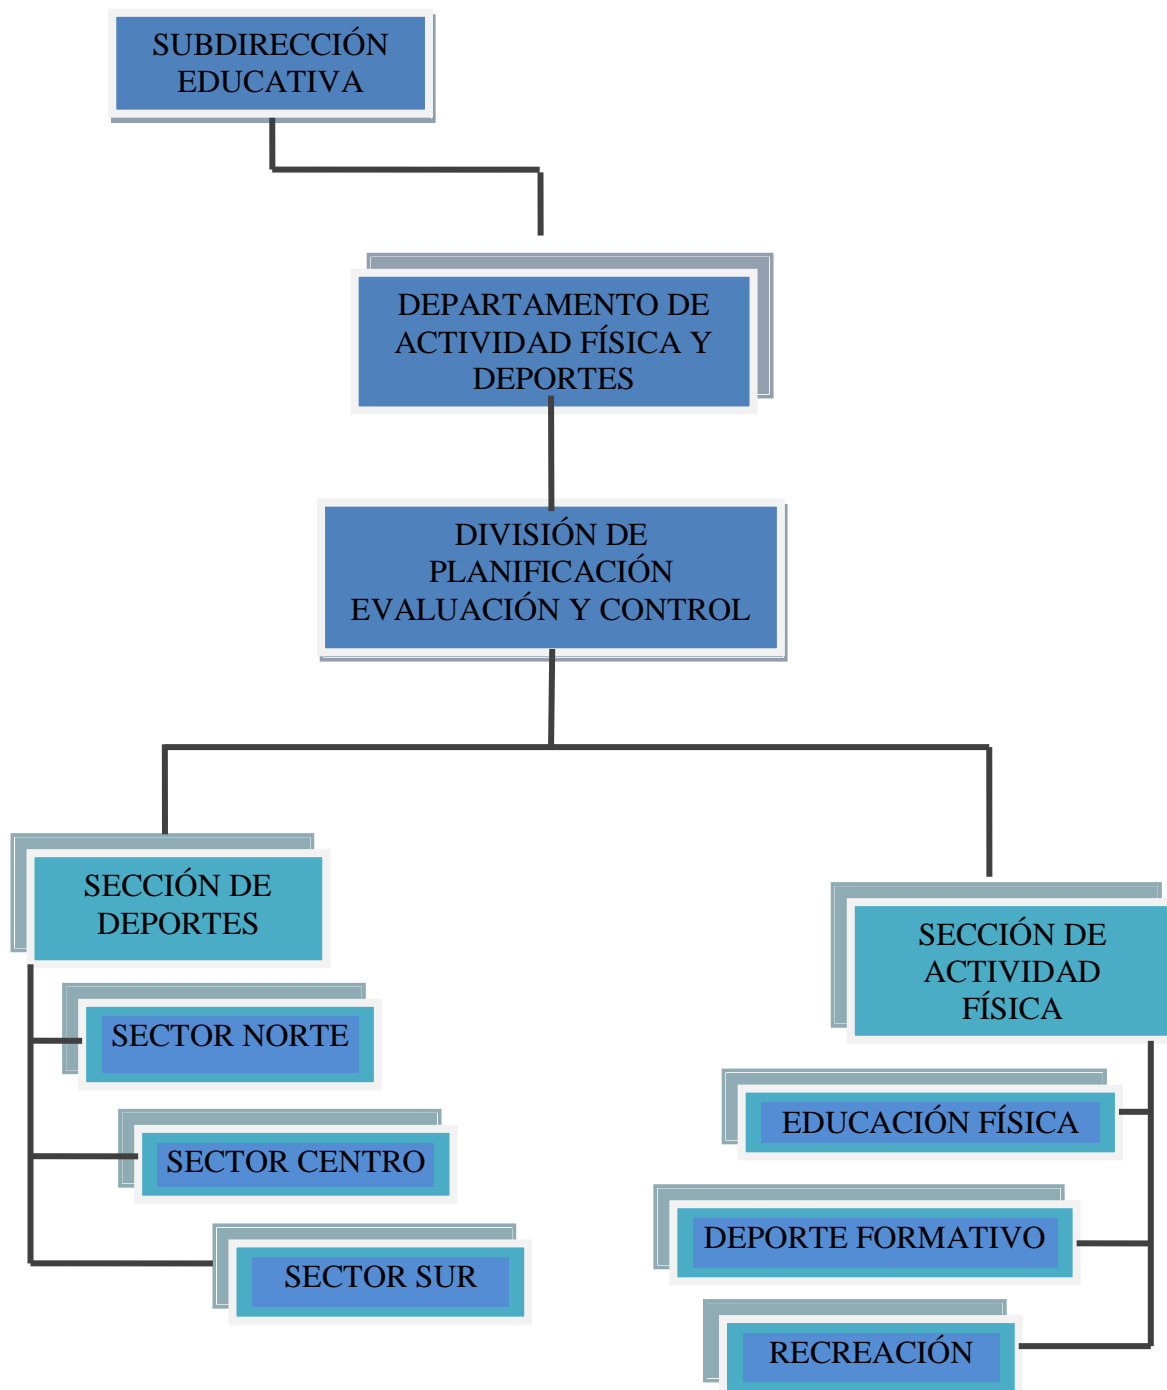 SUBDIRECCIÓN
EDUCATIVA
DEPARTAMENTO DE
ACTIVIDAD FÍSICA Y
DEPORTES
DIVISIÓN DE
PLANIFICACIÓN
EVALUACIÓN Y CONTROL
SECCIÓN DE
DEPORTES
SECTOR NORTE
SECTOR CENTRO
SECTOR SUR
SECCIÓN DE
ACTIVIDAD
FÍSICA
EDUCACIÓN FÍSICA
DEPORTE FORMATIVO
RECREACIÓN